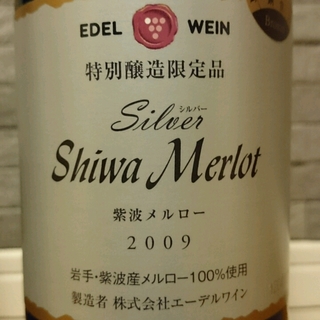 EDEL WEIN
特別醸造限定品
シルバー
Silver
Shiwa Merlot
紫波メルロー
2009
岩手・紫波産メルロー100%使用
製造者 株式会社エーデルワイン